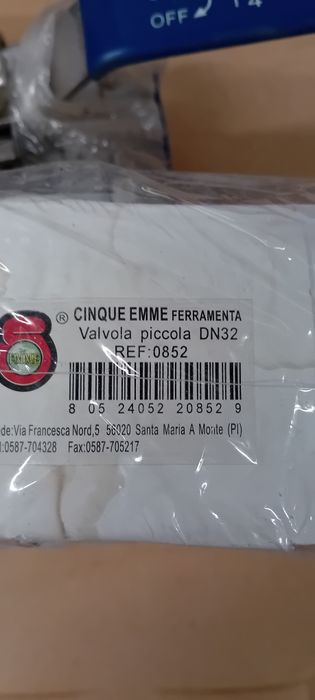 OFF
® CINQUE EMME FERRAMENTA
Valvola piccola DN32
REF:0852
8 05 24052 20852 9
de:Via Francesca Nord,5 56020 Santa Maria A Monte (PI)
l:0587-704328 Fax:0587-705217